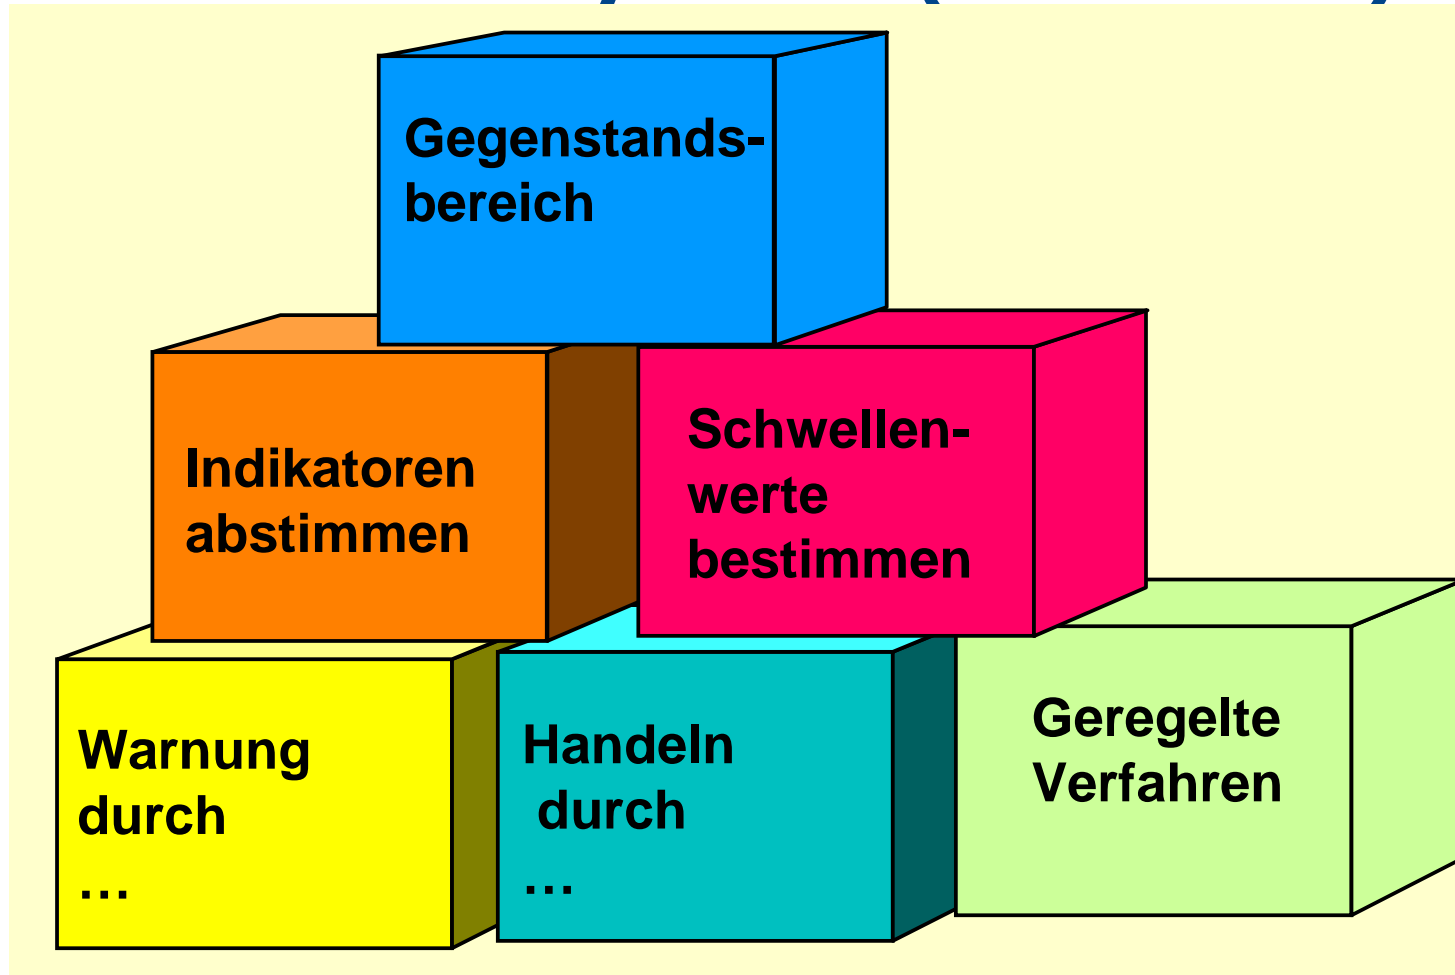 Gegenstands-
bereich
Indikatoren
abstimmen
Schwellen-
werte
bestimmen
Warnung
durch
…
Handeln
durch
…
Geregelte
Verfahren